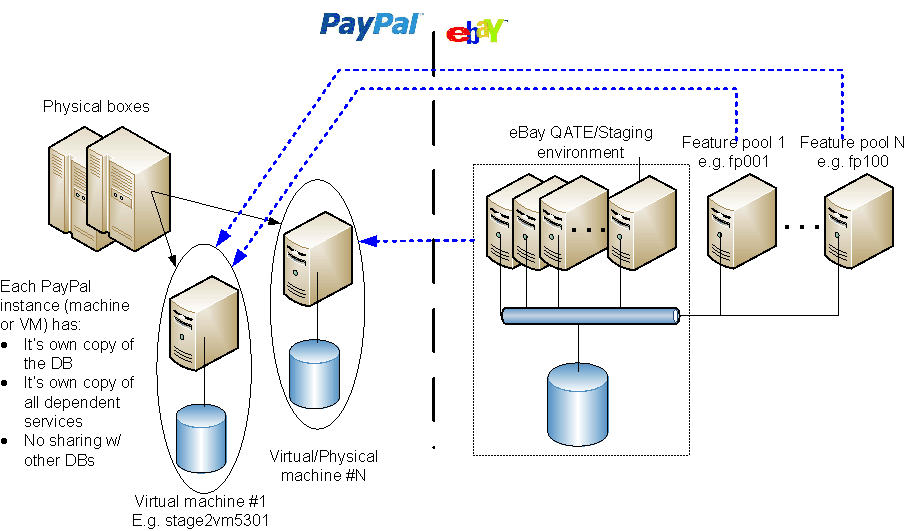 PayPal
ebaY
Physical boxes
eBay QATE/Staging
environment
Feature pool 1
e.g. fp001
Feature pool N
e.g. fp100
Each PayPal
instance (machine
or VM) has:
● It's own copy of
the DB
● It's own copy of
all dependent
services
● No sharing w/
other DBs
Virtual/Physical
machine #N
Virtual machine #1
E.g. stage2vm5301